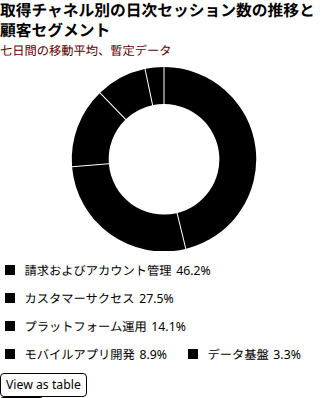 取得チャネル別の日次セッション数の推移と
顧客セグメント
七日間の移動平均、暫定データ
請求およびアカウント管理 46.2%
カスタマーサクセス 27.5%
プラットフォーム運用 14.1%
モバイルアプリ開発 8.9% データ基盤 3.3%
View as table